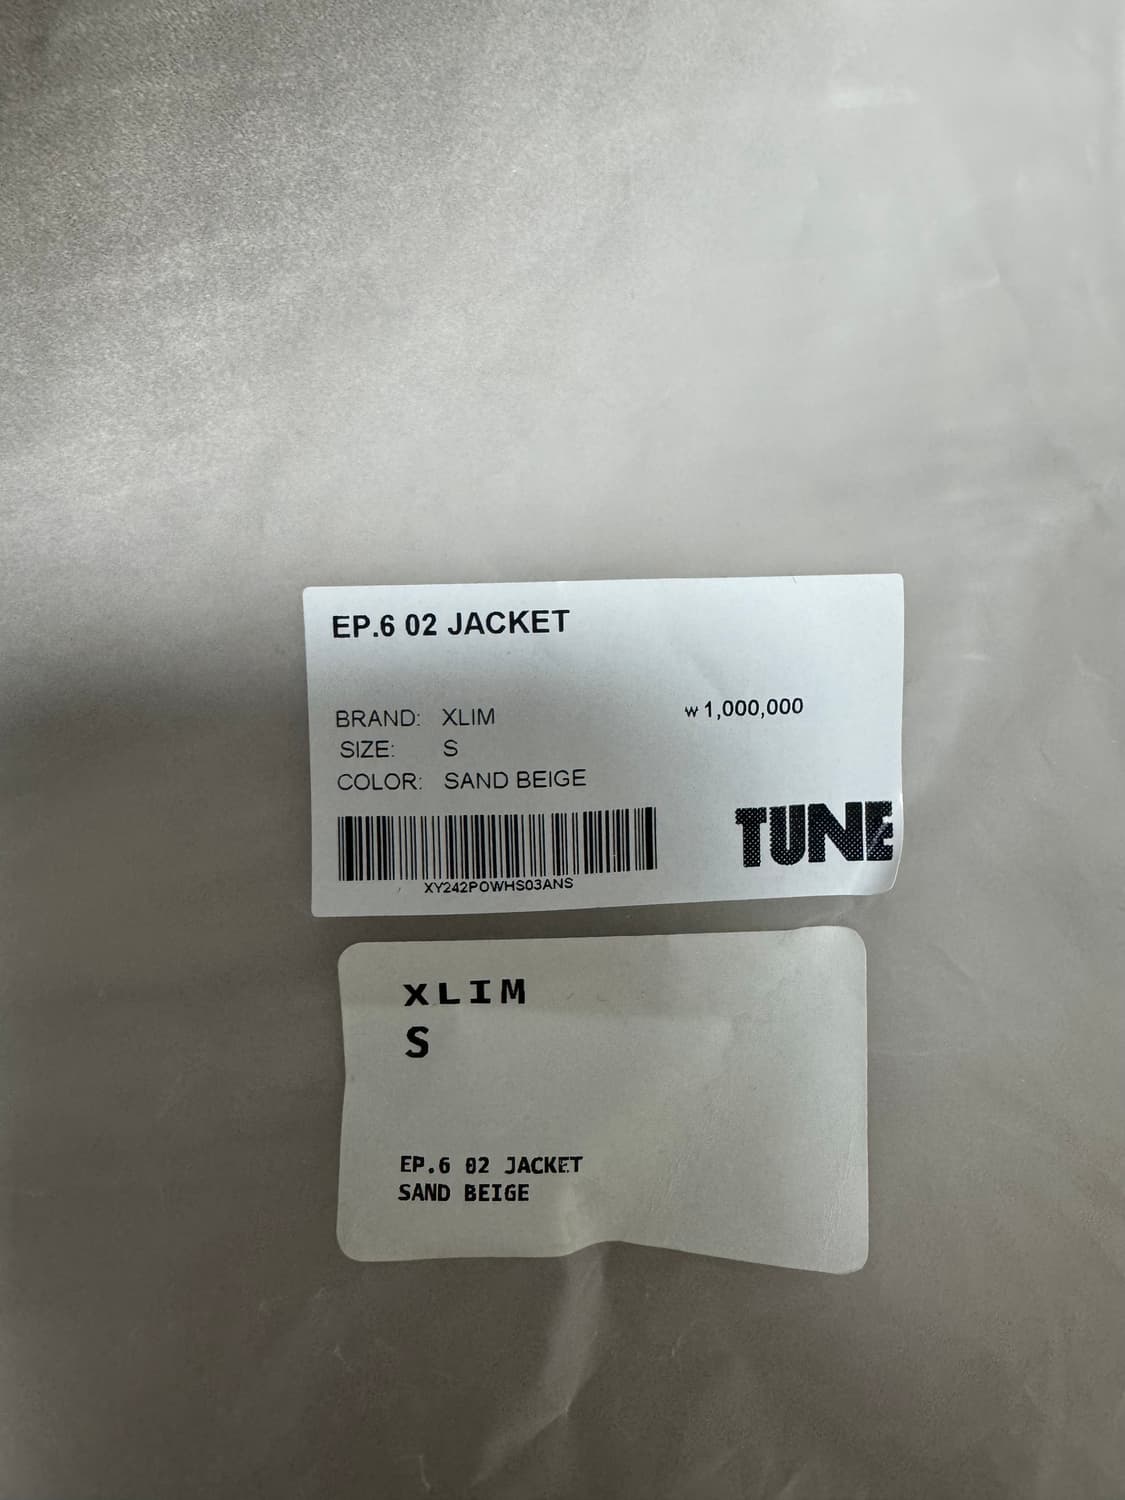 EP.6 02 JACKET
BRAND: XLIM
₩1,000,000
SIZE: S
COLOR: SAND BEIGE
TUNE
XY242POWHS03ANS
XLIM
S
EP.6 02 JACKET
SAND BEIGE